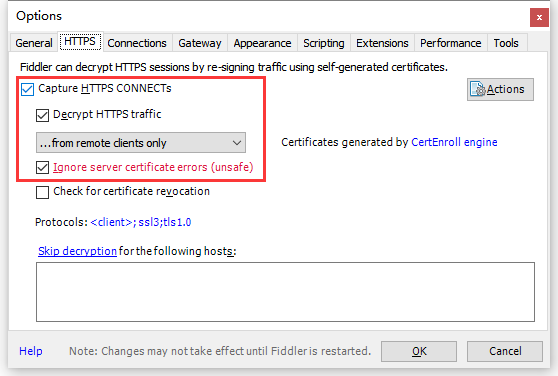 Options
x
General HTTPS Connections Gateway Appearance Scripting Extensions Performance Tools
Fiddler can decrypt HTTPS sessions by re-signing traffic using self-generated certificates.
Capture HTTPS CONNECTs
Actions
Decrypt HTTPS traffic
...from remote clients only
Certificates generated by CertEnroll engine
Ignore server certificate errors (unsafe)
Check for certificate revocation
Protocols: <client>; ssl3;tls1.0
Skip decryption for the following hosts:
Help
Note: Changes may not take effect until Fiddler is restarted.
OK
Cancel